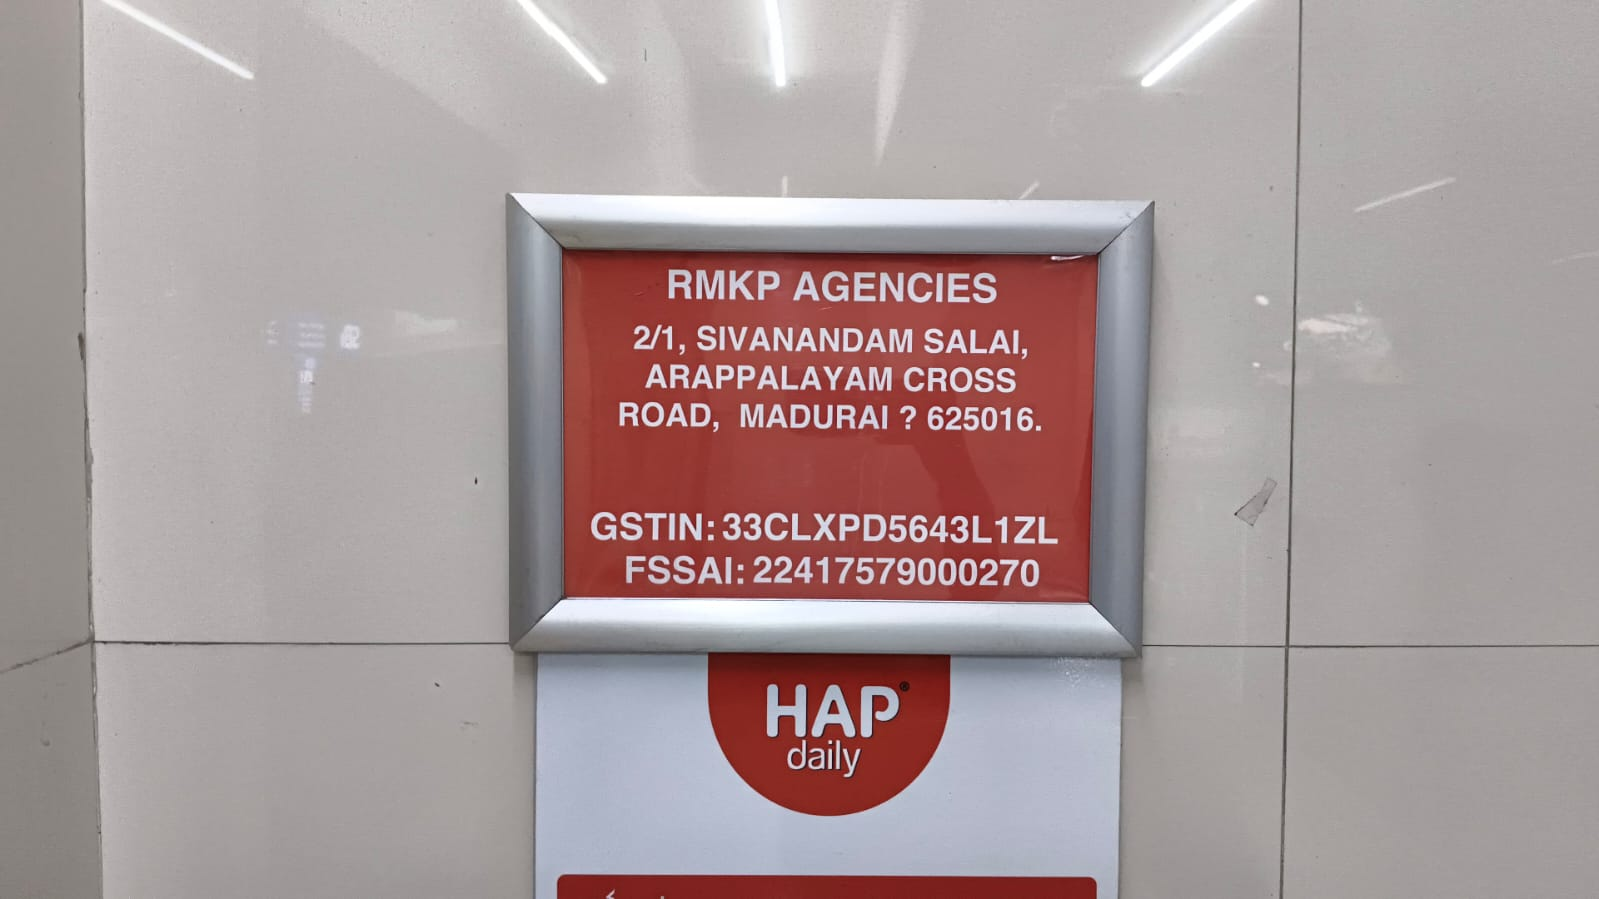 RMKP AGENCIES
2/1, SIVANANDAM SALAI,
ARAPPALAYAM CROSS
ROAD, MADURAI ? 625016.
GSTIN: 33CLXPD5643L1ZL
FSSAI: 22417579000270
HAP®
daily